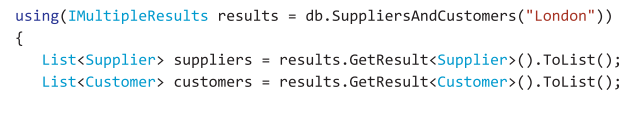 using(IMultipleResults results = db.SuppliersAndCustomers("London"))
{
List<Supplier> suppliers = results.GetResult<Supplier>().ToList();
List<Customer> customers = results.GetResult<Customer>().ToList();